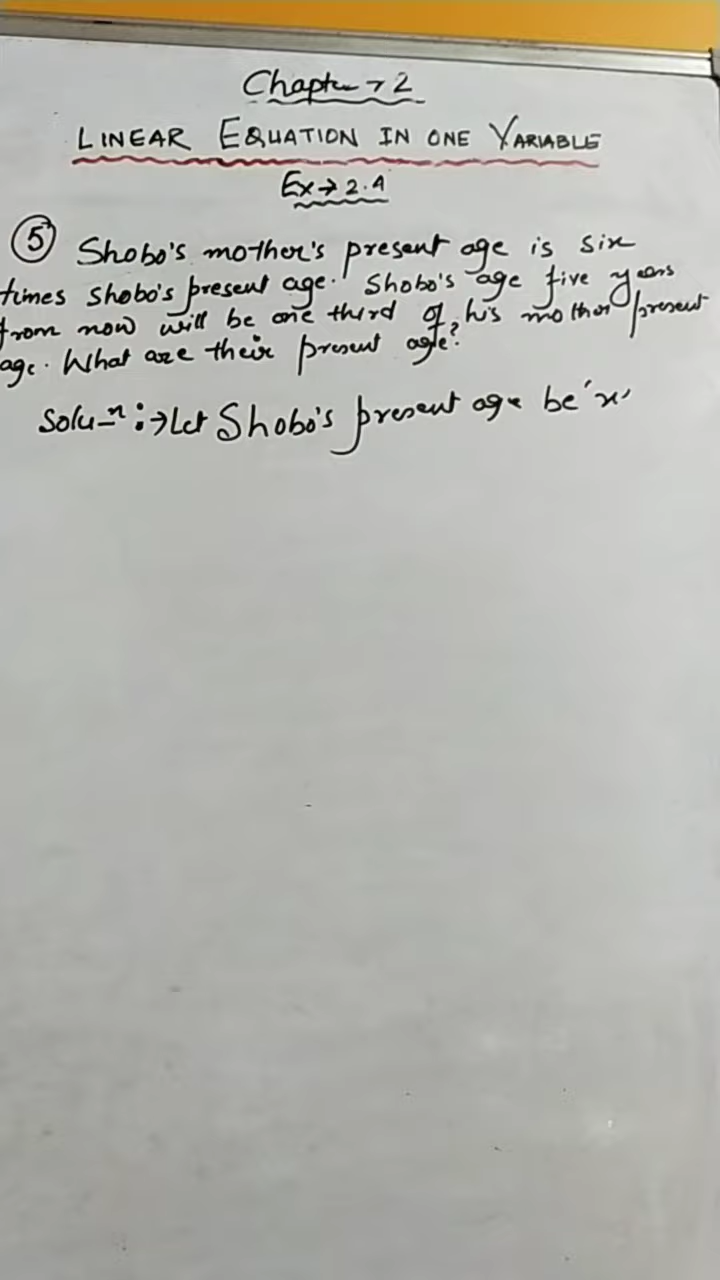 Chapter → 2
LINEAR EQUATION IN ONE VARIABLE
Ex → 2.4
⑤ Shobo's mother's present age is six
times Shobo's present age. Shobo's age five years
from now will be one third of his mother present
age. What are their present age?
Solu-n :→ Let Shobo's present age be 'x'